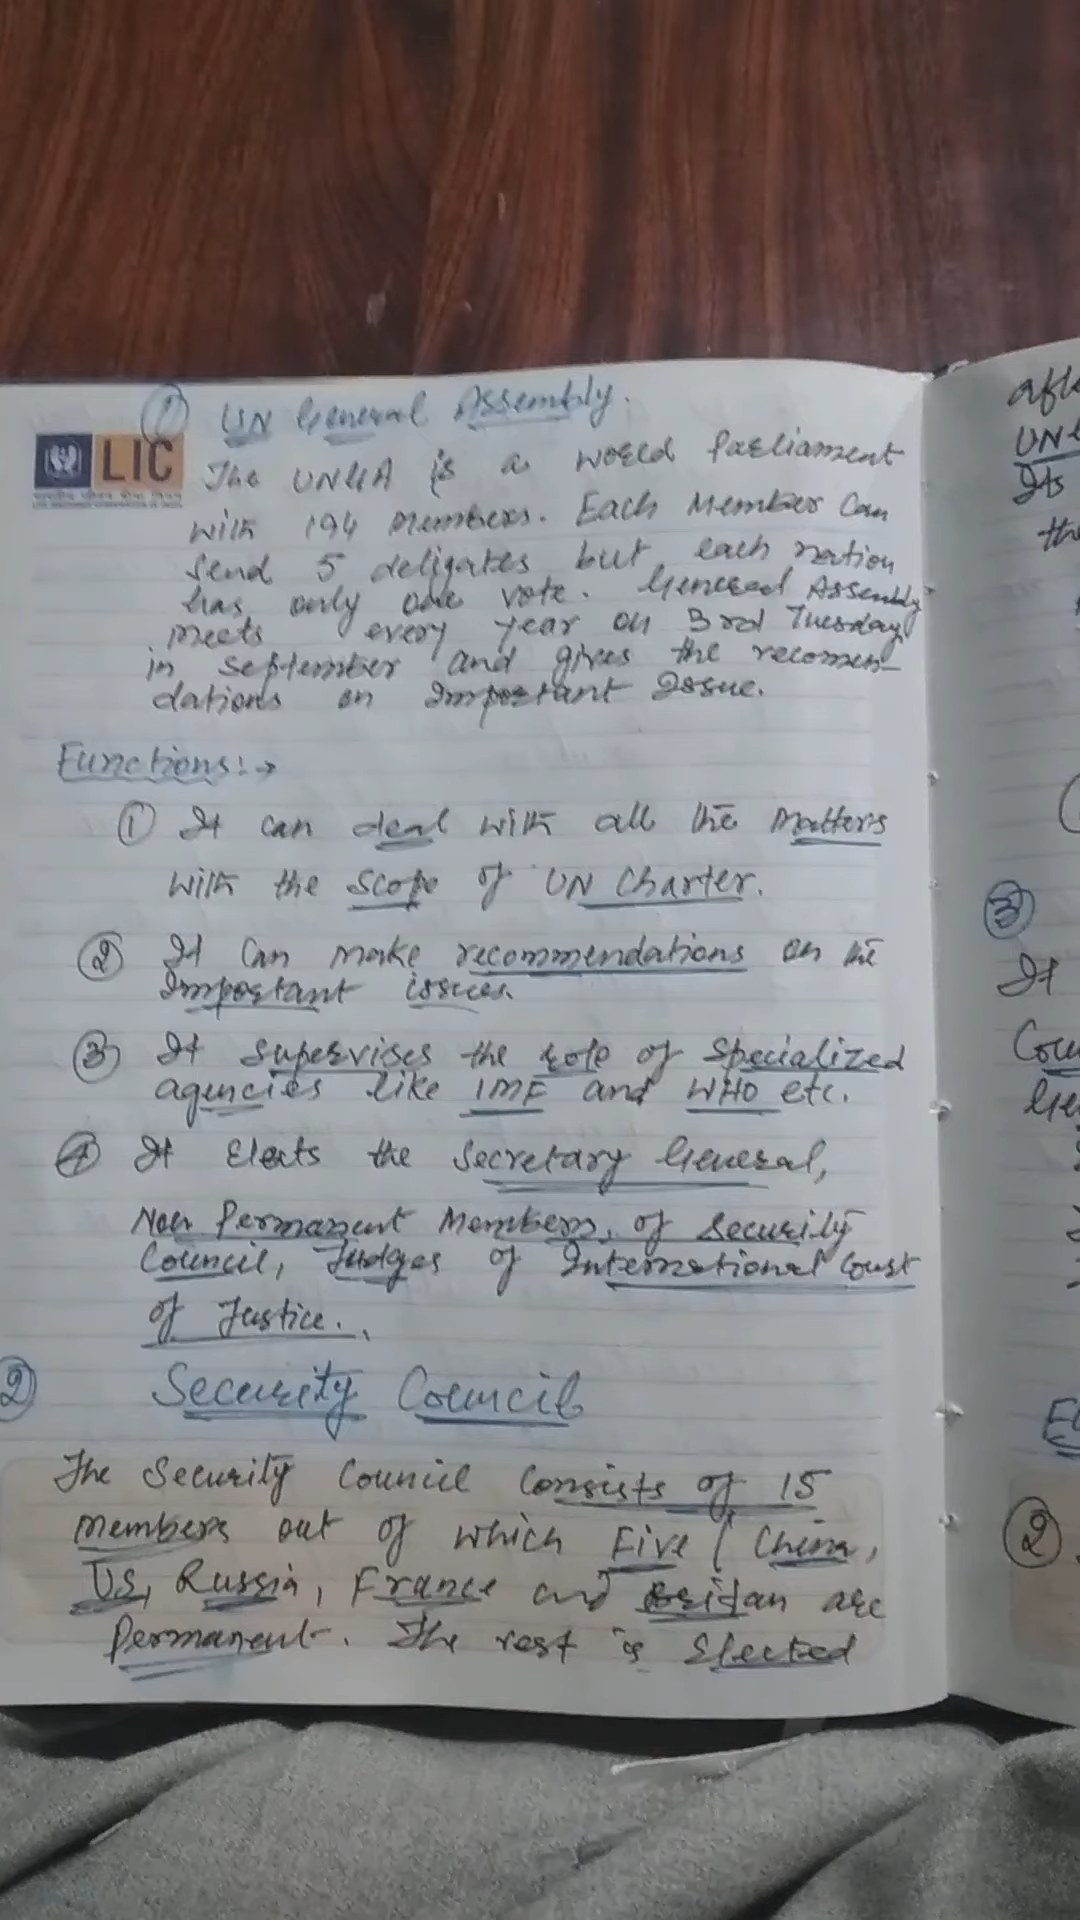 ① UN General Assembly.
LIC
The UNGA is a world Parliament
with 194 members. Each Member Can
send 5 deligates but each nation
has only one vote. General Assembly
meets every year on 3rd Tuesday
in September and gives the recomen-
dations on Important Issue.
Functions:→
① It can deal with all the Matters
with the Scope of UN Charter.
② It can make recommendations on the
Important issues.
③ It supervises the role of Specialized
agencies like IMF and WHO etc.
④ It Elects the Secretary General,
Non Permanent Members, of Security
Council, Judges of International Court
of Justice.
② Security Council
The Security Council Consists of 15
members out of which Five ( China,
US, Russia, France and Britan are
Permanent. The rest is Elected
UN
Its
the
③
It
Cou
Ge
②